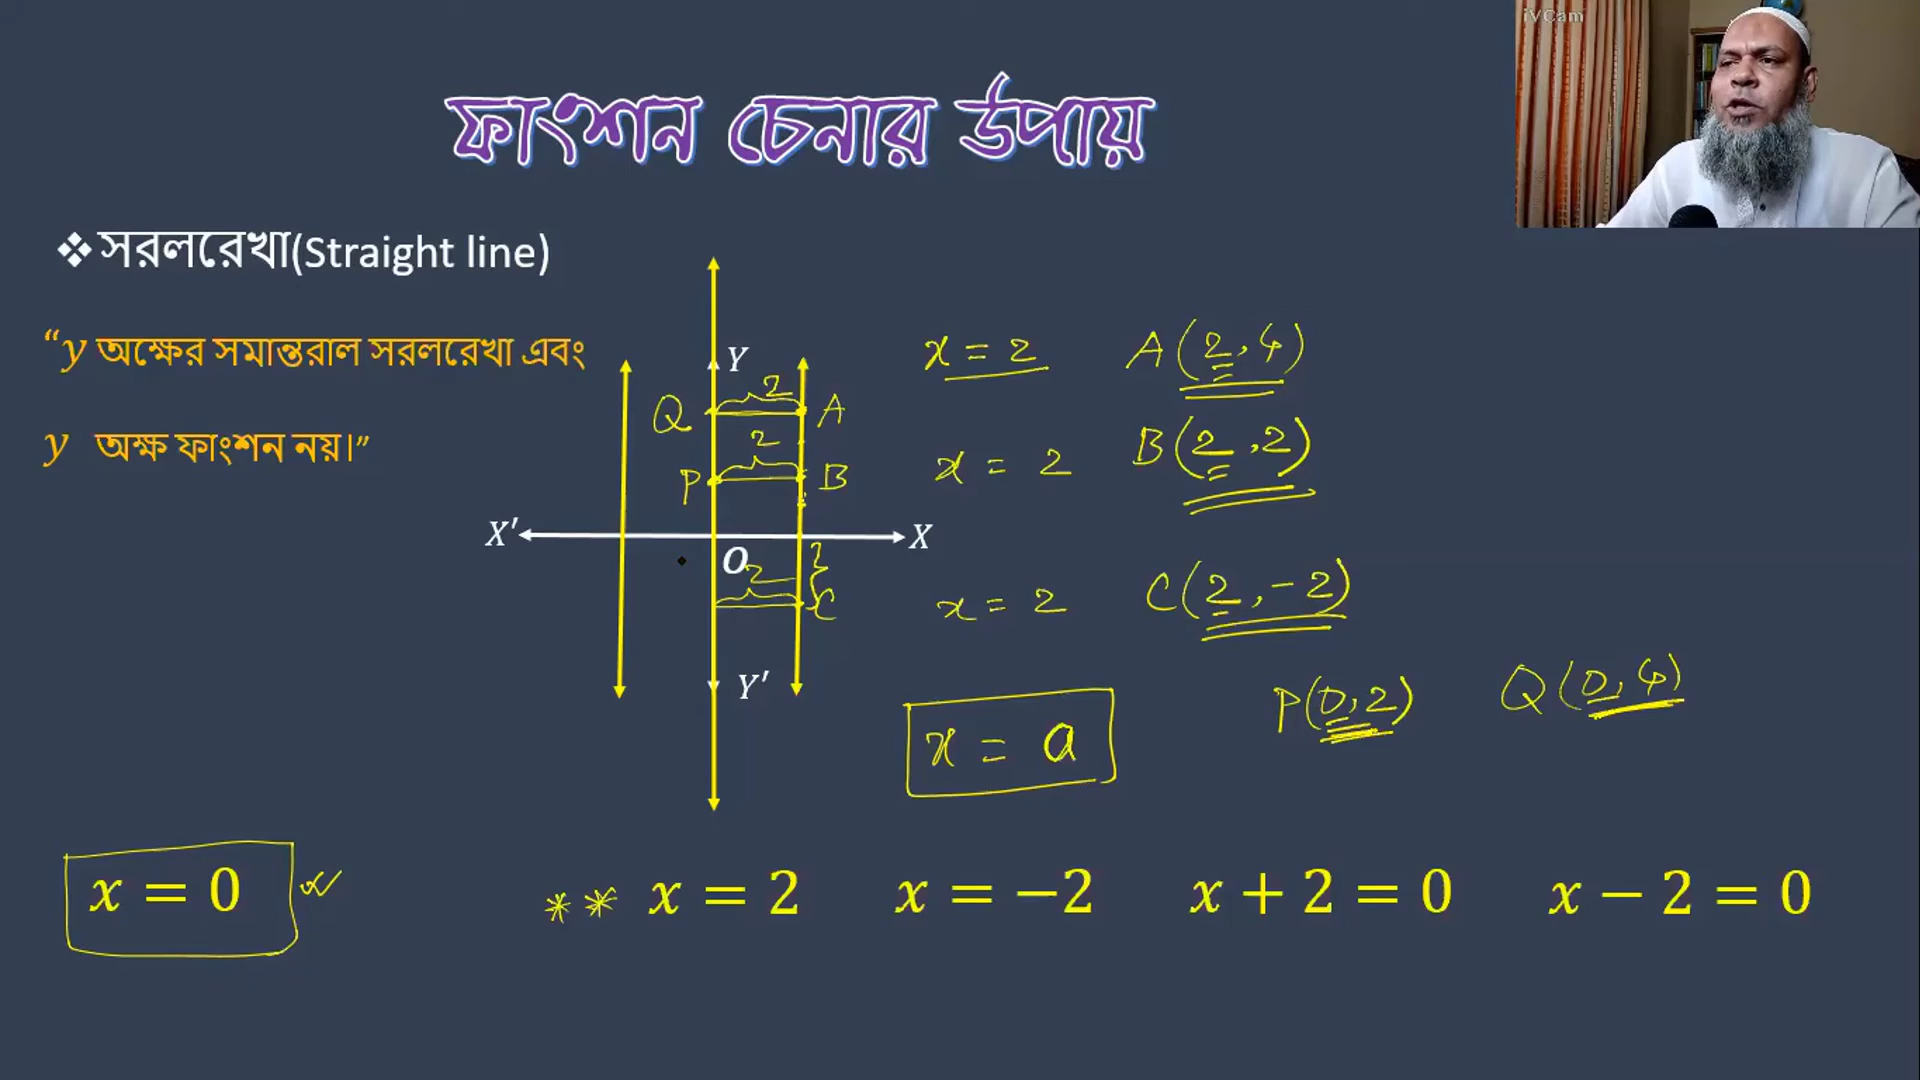 iVCam
ফাংশন চেনার উপায়
❖সরলরেখা(Straight line)
“y অক্ষের সমান্তরাল সরলরেখা এবং
y অক্ষ ফাংশন নয়।”
Y
Q 2 A
P 2 B
X′ X
O
2 2
C
Y′
x = 2 A(2, 4)
x = 2 B(2, 2)
x = 2 C(2, -2)
P(0, 2) Q(0, 4)
x = a
x = 0
** x = 2 x = −2 x + 2 = 0 x − 2 = 0